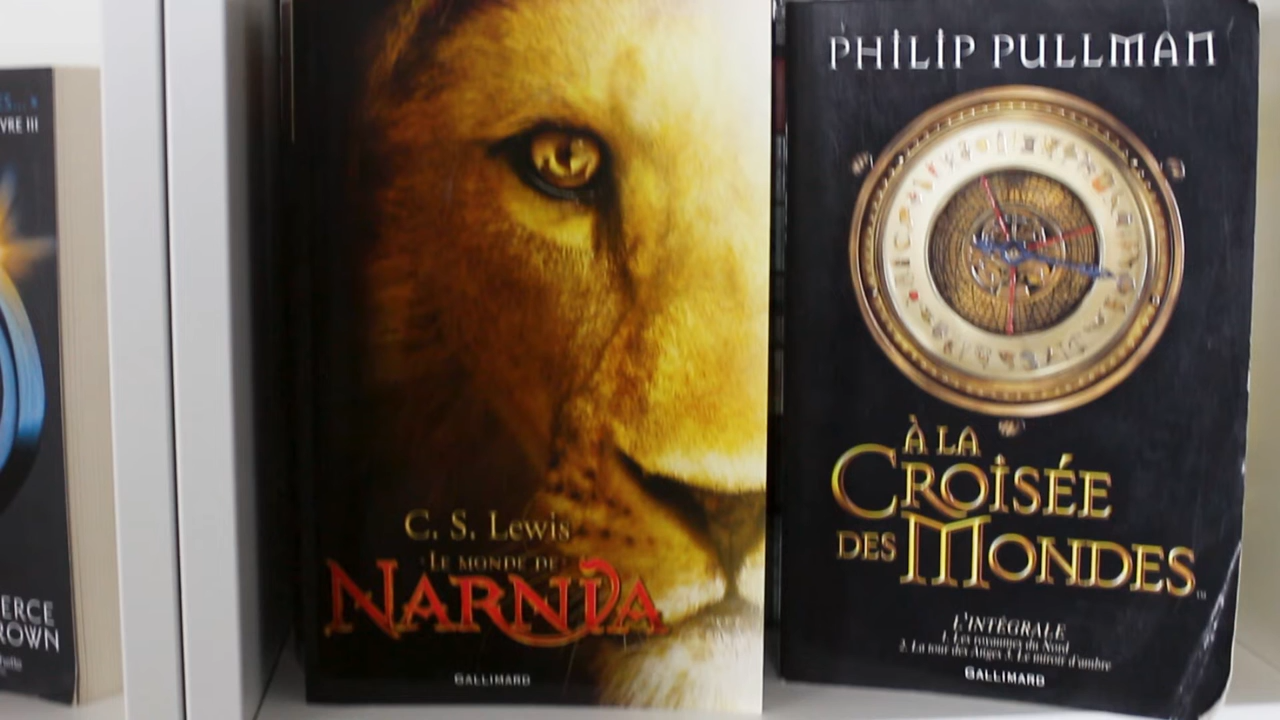 VRE III
ERCE
ROWN
C. S. Lewis
LE MONDE DE
NARNIA
GALLIMARD
PHILIP PULLMAN
À LA
CROISÉE
DES MONDES
L'INTÉGRALE
1. Les royaumes du Nord
2. La tour des Anges 3. Le miroir d'ambre
GALLIMARD